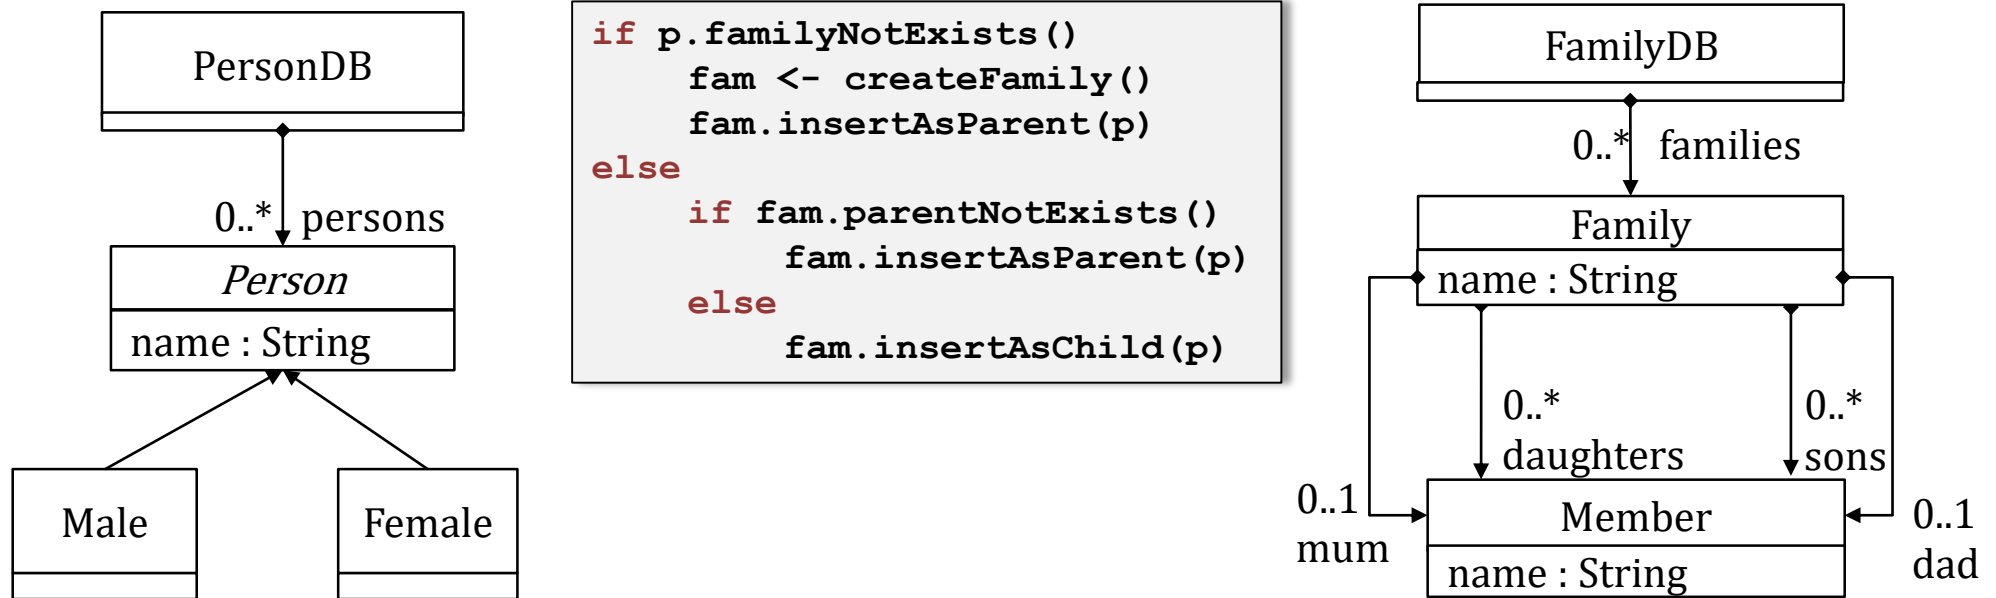 PersonDB
0..* persons
Person
name : String
Male
Female
if p.familyNotExists()
fam <- createFamily()
fam.insertAsParent(p)
else
if fam.parentNotExists()
fam.insertAsParent(p)
else
fam.insertAsChild(p)
FamilyDB
0..* families
Family
name : String
0..*
daughters
0..*
sons
0..1
mum
Member
name : String
0..1
dad